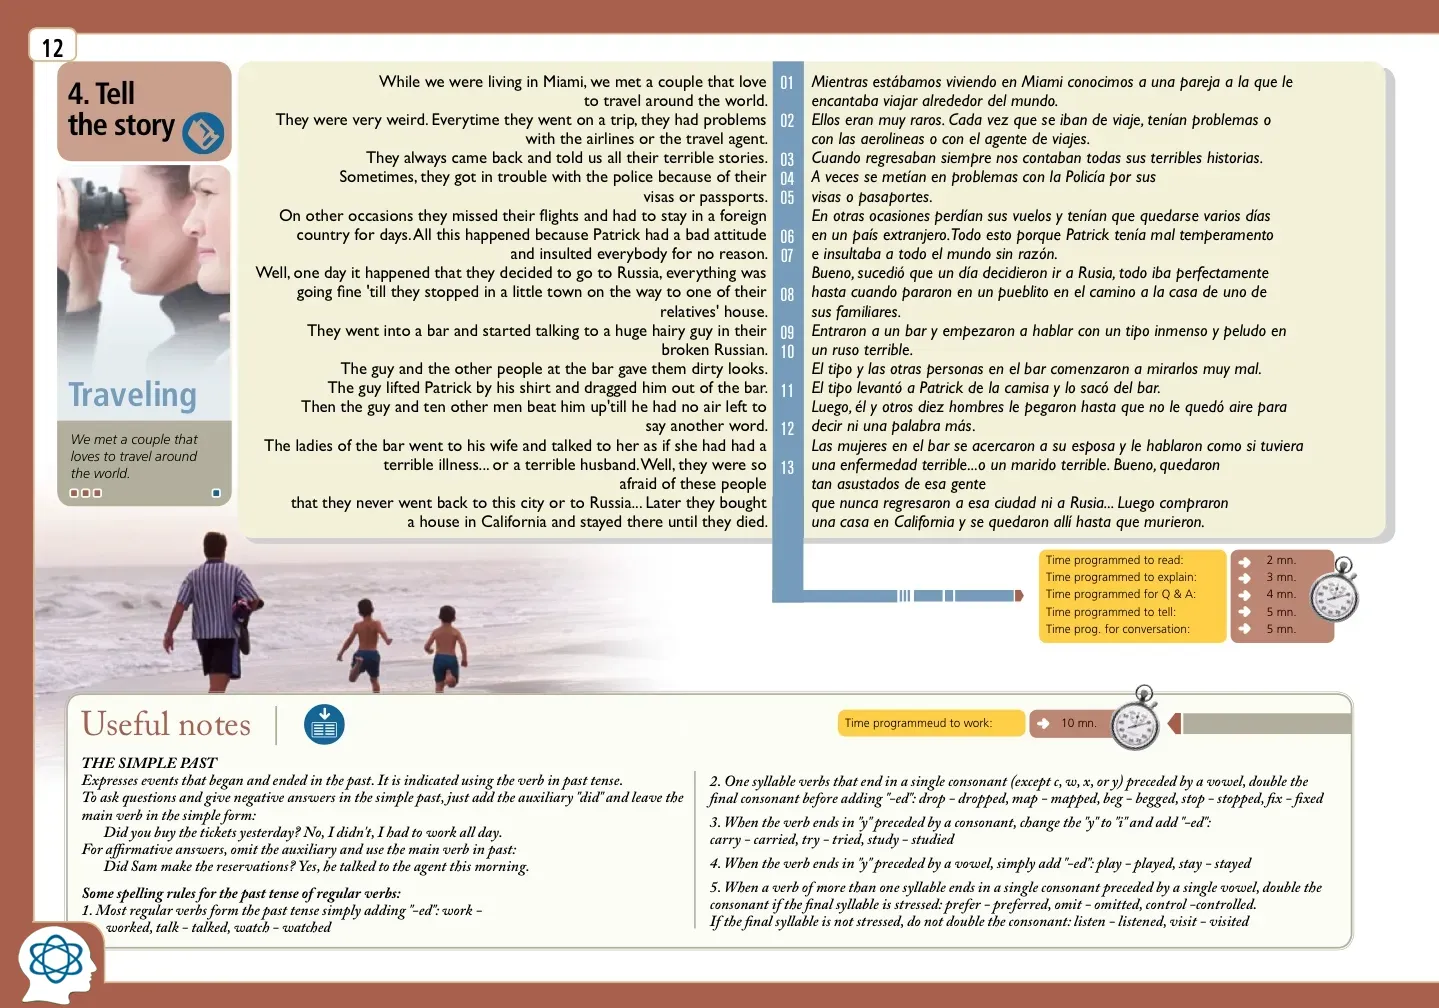 12
4. Tell
the story
Traveling
We met a couple that
loves to travel around
the world.
While we were living in Miami, we met a couple that love
to travel around the world.
They were very weird. Everytime they went on a trip, they had problems
with the airlines or the travel agent.
They always came back and told us all their terrible stories.
Sometimes, they got in trouble with the police because of their
visas or passports.
On other occasions they missed their flights and had to stay in a foreign
country for days. All this happened because Patrick had a bad attitude
and insulted everybody for no reason.
Well, one day it happened that they decided to go to Russia, everything was
going fine 'till they stopped in a little town on the way to one of their
relatives' house.
They went into a bar and started talking to a huge hairy guy in their
broken Russian.
The guy and the other people at the bar gave them dirty looks.
The guy lifted Patrick by his shirt and dragged him out of the bar.
Then the guy and ten other men beat him up'till he had no air left to
say another word.
The ladies of the bar went to his wife and talked to her as if she had had a
terrible illness... or a terrible husband. Well, they were so
afraid of these people
that they never went back to this city or to Russia... Later they bought
a house in California and stayed there until they died.
01
02
03
04
05
06
07
08
09
10
11
12
13
Mientras estábamos viviendo en Miami conocimos a una pareja a la que le
encantaba viajar alrededor del mundo.
Ellos eran muy raros. Cada vez que se iban de viaje, tenían problemas o
con las aerolineas o con el agente de viajes.
Cuando regresaban siempre nos contaban todas sus terribles historias.
A veces se metían en problemas con la Policía por sus
visas o pasaportes.
En otras ocasiones perdían sus vuelos y tenían que quedarse varios días
en un país extranjero. Todo esto porque Patrick tenía mal temperamento
e insultaba a todo el mundo sin razón.
Bueno, sucedió que un día decidieron ir a Rusia, todo iba perfectamente
hasta cuando pararon en un pueblito en el camino a la casa de uno de
sus familiares.
Entraron a un bar y empezaron a hablar con un tipo inmenso y peludo en
un ruso terrible.
El tipo y las otras personas en el bar comenzaron a mirarlos muy mal.
El tipo levantó a Patrick de la camisa y lo sacó del bar.
Luego, él y otros diez hombres le pegaron hasta que no le quedó aire para
decir ni una palabra más.
Las mujeres en el bar se acercaron a su esposa y le hablaron como si tuviera
una enfermedad terrible...o un marido terrible. Bueno, quedaron
tan asustados de esa gente
que nunca regresaron a esa ciudad ni a Rusia... Luego compraron
una casa en California y se quedaron allí hasta que murieron.
Time programmed to read: 2 mn.
Time programmed to explain: 3 mn.
Time programmed for Q & A: 4 mn.
Time programmed to tell: 5 mn.
Time prog. for conversation: 5 mn.
Useful notes
Time programmeud to work: 10 mn.
THE SIMPLE PAST
Expresses events that began and ended in the past. It is indicated using the verb in past tense.
To ask questions and give negative answers in the simple past, just add the auxiliary "did" and leave the
main verb in the simple form:
Did you buy the tickets yesterday? No, I didn't, I had to work all day.
For affirmative answers, omit the auxiliary and use the main verb in past:
Did Sam make the reservations? Yes, he talked to the agent this morning.
Some spelling rules for the past tense of regular verbs:
1. Most regular verbs form the past tense simply adding "-ed": work -
worked, talk - talked, watch - watched
2. One syllable verbs that end in a single consonant (except c, w, x, or y) preceded by a vowel, double the
final consonant before adding "-ed": drop - dropped, map - mapped, beg - begged, stop - stopped, fix - fixed
3. When the verb ends in "y" preceded by a consonant, change the "y" to "i" and add "-ed":
carry - carried, try - tried, study - studied
4. When the verb ends in "y" preceded by a vowel, simply add "-ed": play - played, stay - stayed
5. When a verb of more than one syllable ends in a single consonant preceded by a single vowel, double the
consonant if the final syllable is stressed: prefer - preferred, omit - omitted, control -controlled.
If the final syllable is not stressed, do not double the consonant: listen - listened, visit - visited